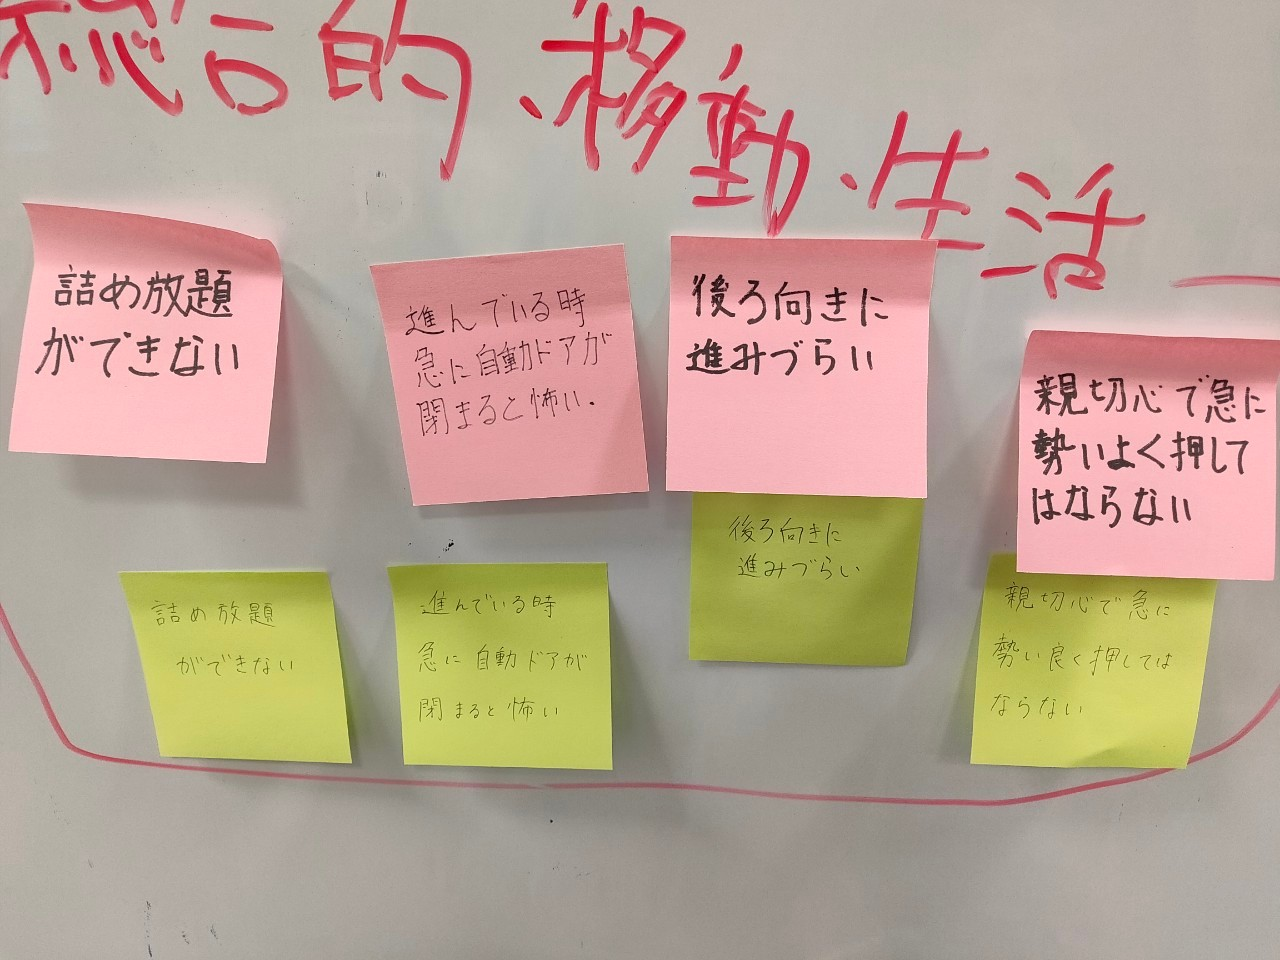 総合的、移動・生活
詰め放題
ができない
進んでいる時
急に自動ドアが
閉まると怖い.
後ろ向きに
進みづらい
親切心で急に
勢いよく押して
はならない
詰め放題
ができない
進んでいる時
急に自動ドアが
閉まると怖い
後ろ向きに
進みづらい
親切心で急に
勢い良く押しては
ならない